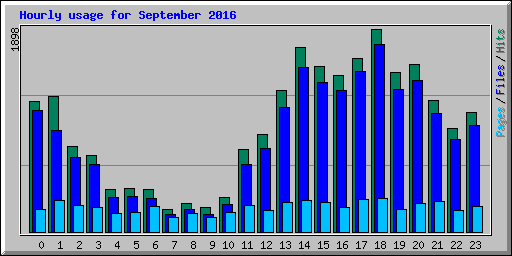 Hourly usage for September 2016
1898
Pages/Files/Hits
0 1 2 3 4 5 6 7 8 9 10 11 12 13 14 15 16 17 18 19 20 21 22 23